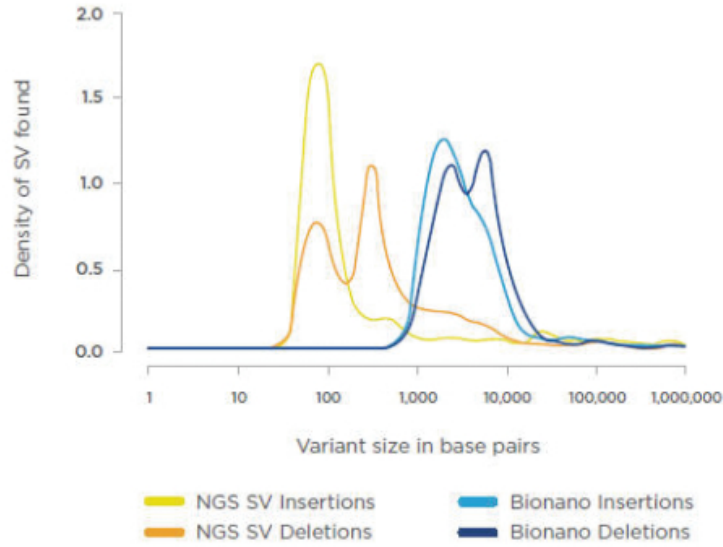 Density of SV found
2.0
1.5
1.0
0.5
0.0
1 10 100 1,000 10,000 100,000 1,000,000
Variant size in base pairs
NGS SV Insertions
NGS SV Deletions
Bionano Insertions
Bionano Deletions